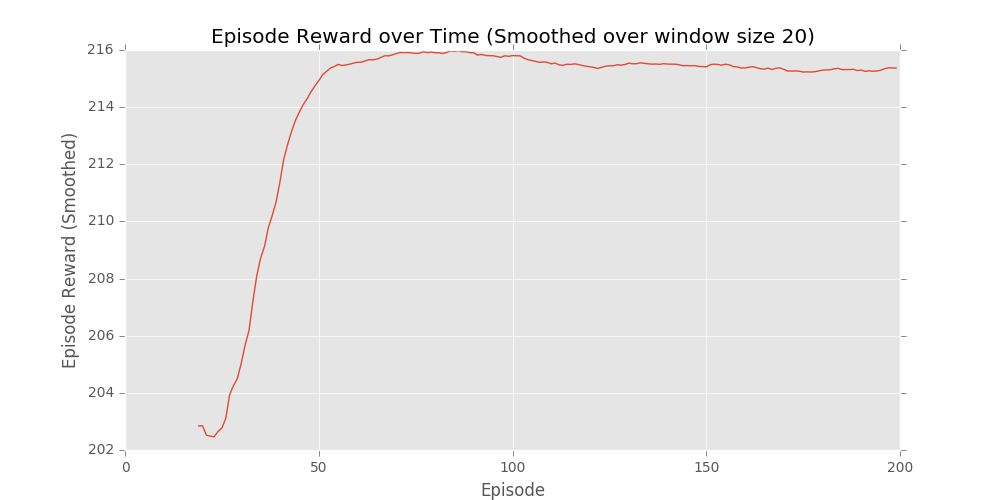 Episode Reward over Time (Smoothed over window size 20)
216
214
212
210
208
206
204
202
Episode Reward (Smoothed)
0 50 100 150 200
Episode